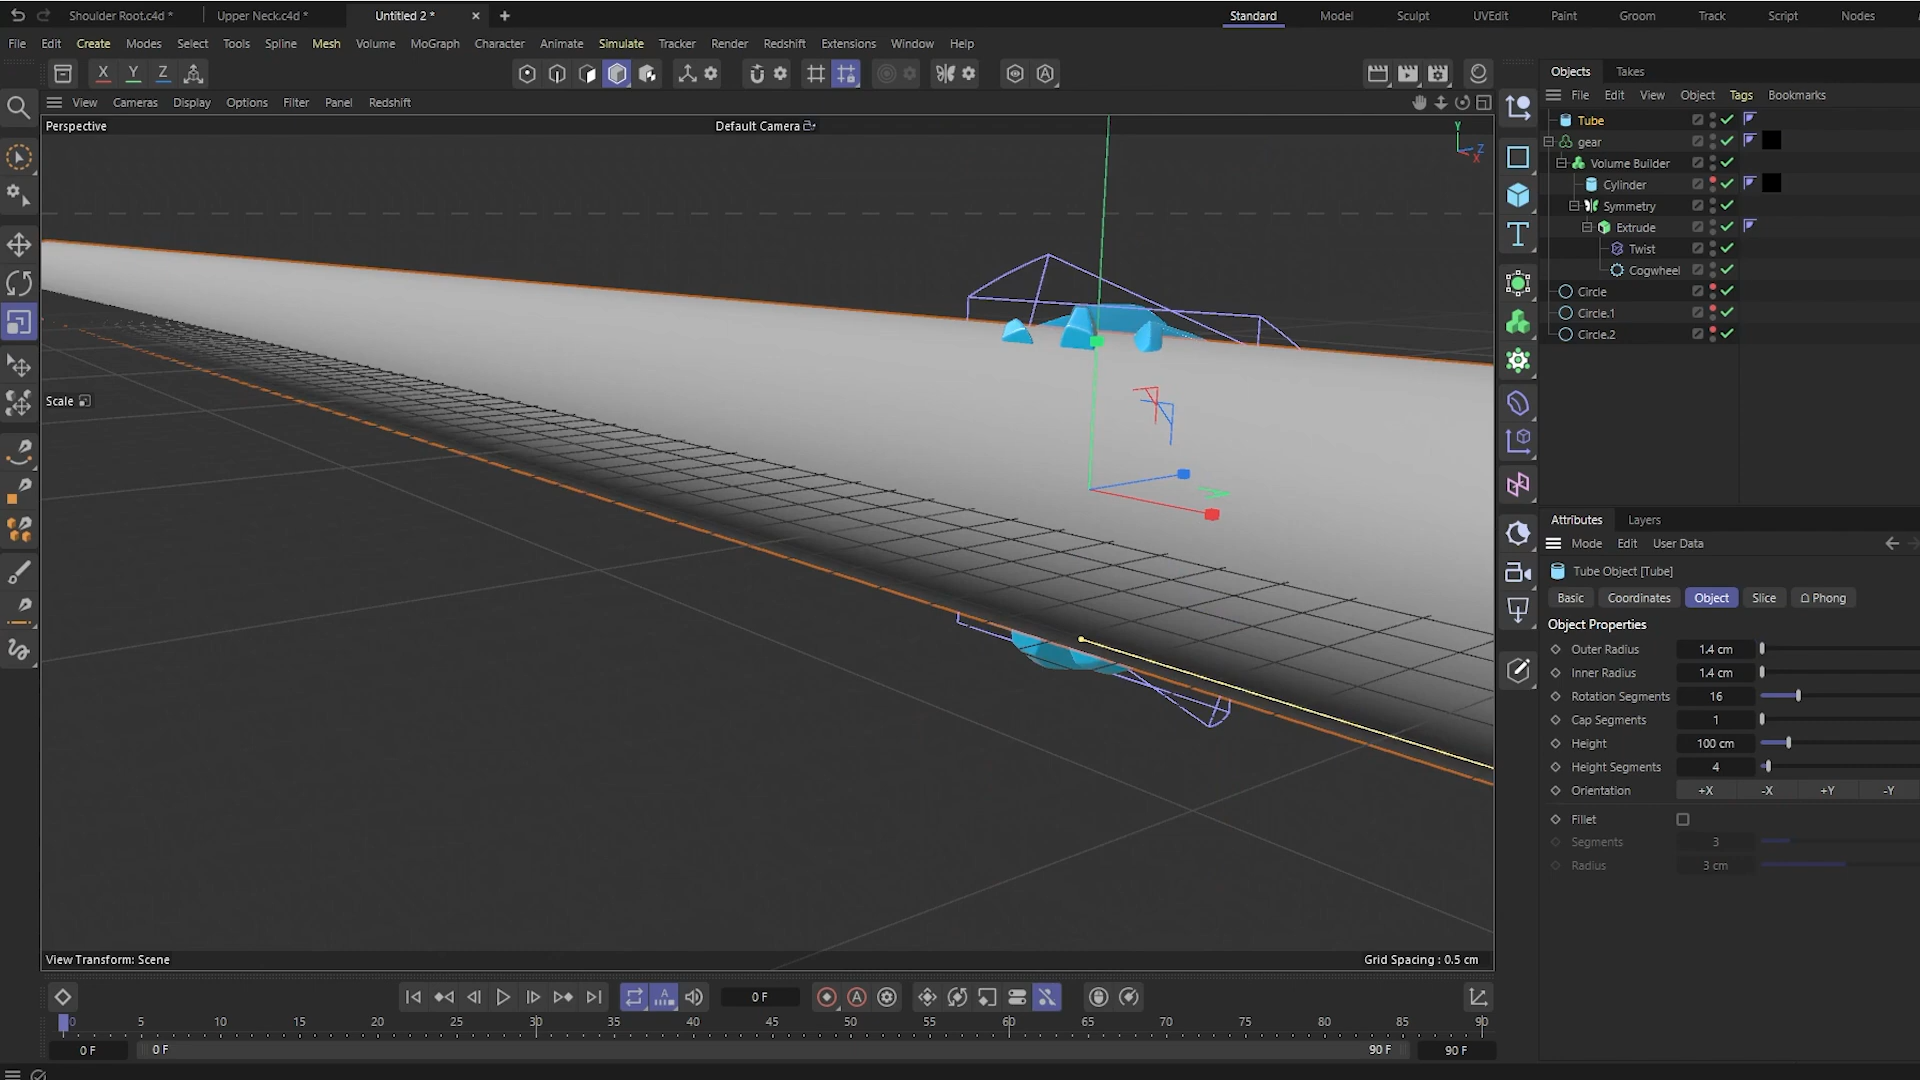 Shoulder Root.c4d *
Upper Neck.c4d *
Untitled 2 *
Standard
Model
Sculpt
UVEdit
Paint
Groom
Track
Script
Nodes
File Edit Create Modes Select Tools Spline Mesh Volume MoGraph Character Animate Simulate Tracker Render Redshift Extensions Window Help
X Y Z
Objects Takes
View Cameras Display Options Filter Panel Redshift
File Edit View Object Tags Bookmarks
Perspective
Default Camera
Y
Z
X
Tube
gear
Volume Builder
Cylinder
Symmetry
Extrude
Twist
Cogwheel
Circle
Circle.1
Circle.2
Scale
Attributes Layers
Mode Edit User Data
Tube Object [Tube]
Basic Coordinates Object Slice Phong
Object Properties
Outer Radius 1.4 cm
Inner Radius 1.4 cm
Rotation Segments 16
Cap Segments 1
Height 100 cm
Height Segments 4
Orientation +X -X +Y -Y
Fillet
Segments 3
Radius 3 cm
View Transform: Scene
Grid Spacing : 0.5 cm
0 F
0 5 10 15 20 25 30 35 40 45 50 55 60 65 70 75 80 85 90
0 F
0 F
90 F
90 F